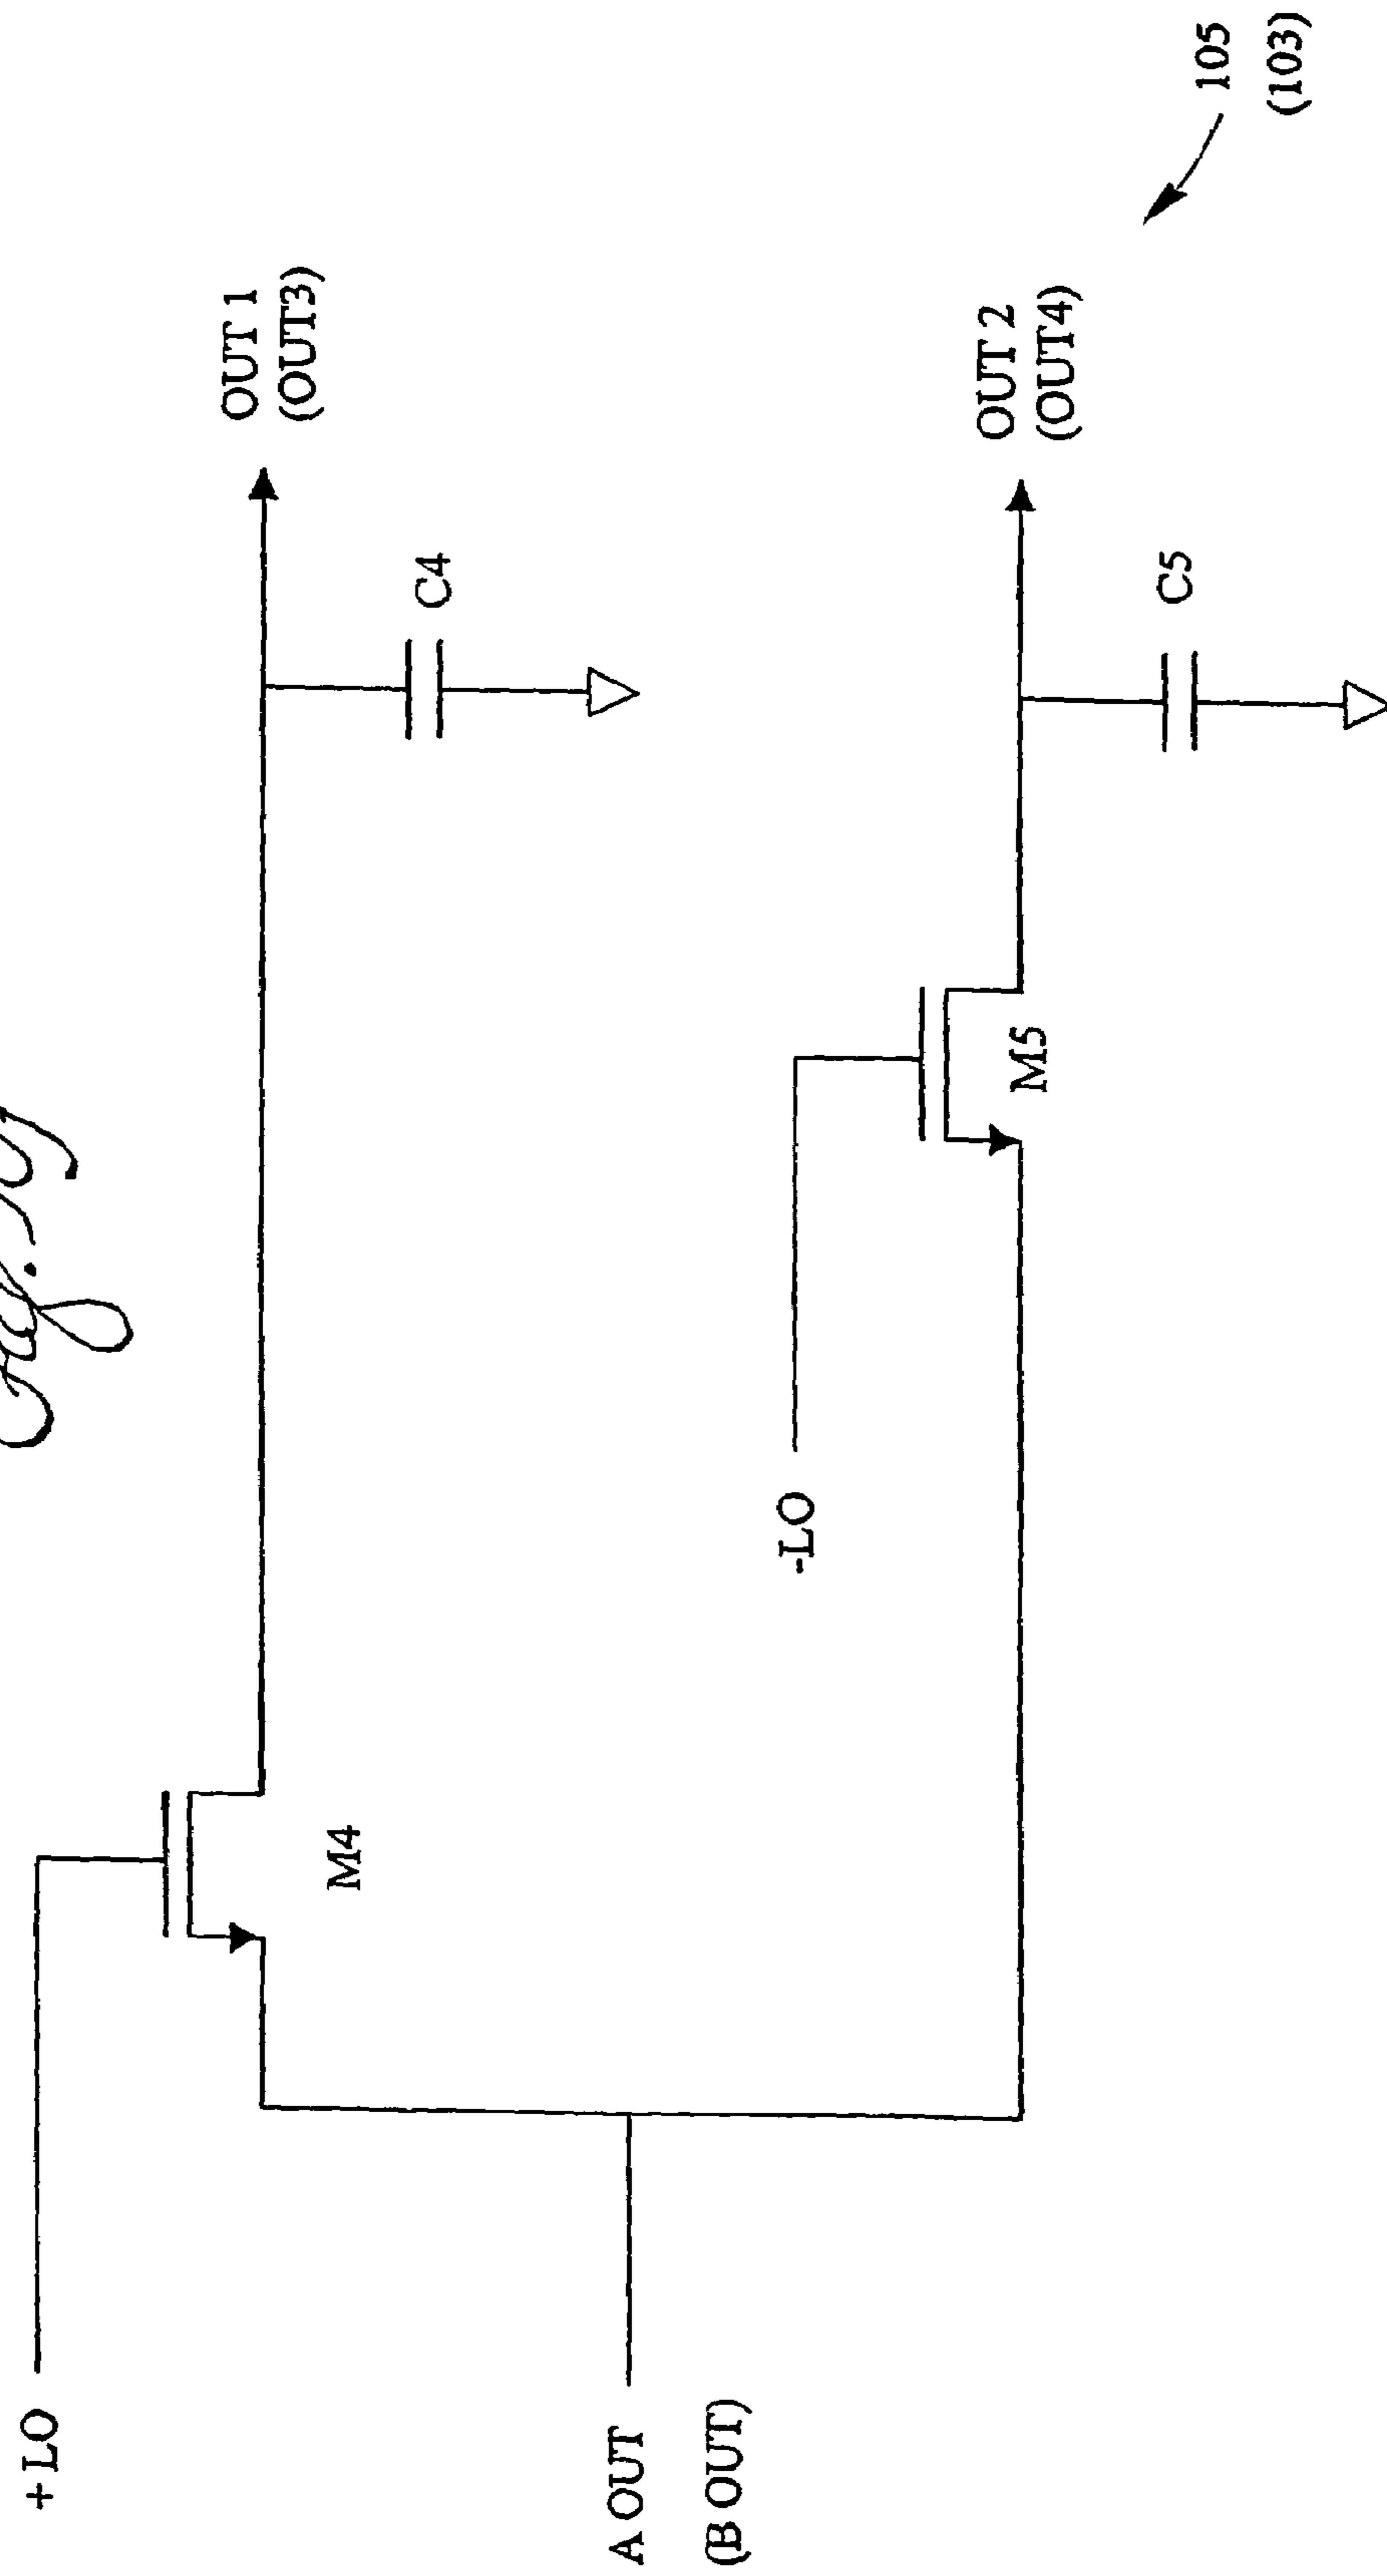 + LO
M4
OUT 1
(OUT3)
C4
A OUT
(B OUT)
-LO
M5
OUT 2
(OUT4)
C5
105
(103)